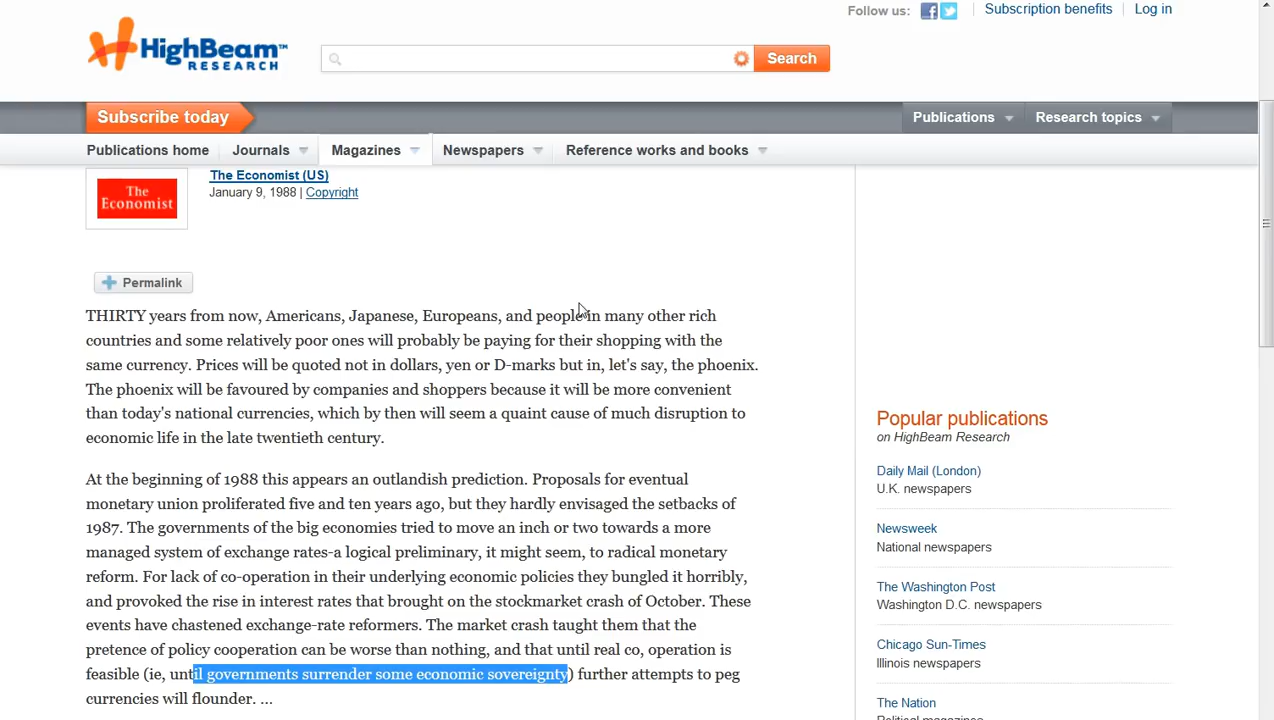 Follow us:
Subscription benefits
Log in
HighBeam™
RESEARCH
Search
Subscribe today
Publications
Research topics
Publications home
Journals
Magazines
Newspapers
Reference works and books
The
Economist
The Economist (US)
January 9, 1988 | Copyright
Permalink
THIRTY years from now, Americans, Japanese, Europeans, and people in many other rich
countries and some relatively poor ones will probably be paying for their shopping with the
same currency. Prices will be quoted not in dollars, yen or D-marks but in, let's say, the phoenix.
The phoenix will be favoured by companies and shoppers because it will be more convenient
than today's national currencies, which by then will seem a quaint cause of much disruption to
economic life in the late twentieth century.
At the beginning of 1988 this appears an outlandish prediction. Proposals for eventual
monetary union proliferated five and ten years ago, but they hardly envisaged the setbacks of
1987. The governments of the big economies tried to move an inch or two towards a more
managed system of exchange rates-a logical preliminary, it might seem, to radical monetary
reform. For lack of co-operation in their underlying economic policies they bungled it horribly,
and provoked the rise in interest rates that brought on the stockmarket crash of October. These
events have chastened exchange-rate reformers. The market crash taught them that the
pretence of policy cooperation can be worse than nothing, and that until real co, operation is
feasible (ie, until governments surrender some economic sovereignty) further attempts to peg
currencies will flounder. ...
Popular publications
on HighBeam Research
Daily Mail (London)
U.K. newspapers
Newsweek
National newspapers
The Washington Post
Washington D.C. newspapers
Chicago Sun-Times
Illinois newspapers
The Nation
Political magazines